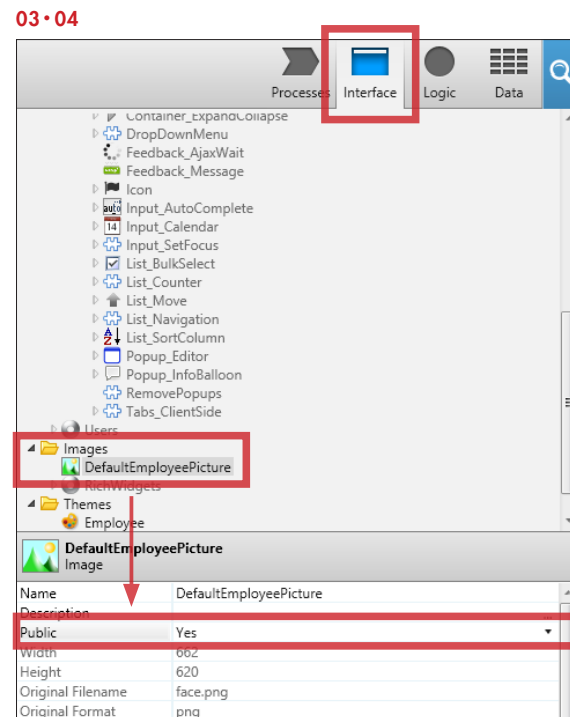 03 • 04
Processes Interface Logic Data
Container_ExpandCollapse
DropDownMenu
Feedback_AjaxWait
Feedback_Message
Icon
auto Input_AutoComplete
14 Input_Calendar
Input_SetFocus
List_BulkSelect
List_Counter
List_Move
List_Navigation
A Z List_SortColumn
Popup_Editor
Popup_InfoBalloon
RemovePopups
Tabs_ClientSide
Users
Images
DefaultEmployeePicture
RichWidgets
Themes
Employee
DefaultEmployeePicture
Image
Name DefaultEmployeePicture
Description ...
Public Yes
Width 662
Height 620
Original Filename face.png
Original Format png